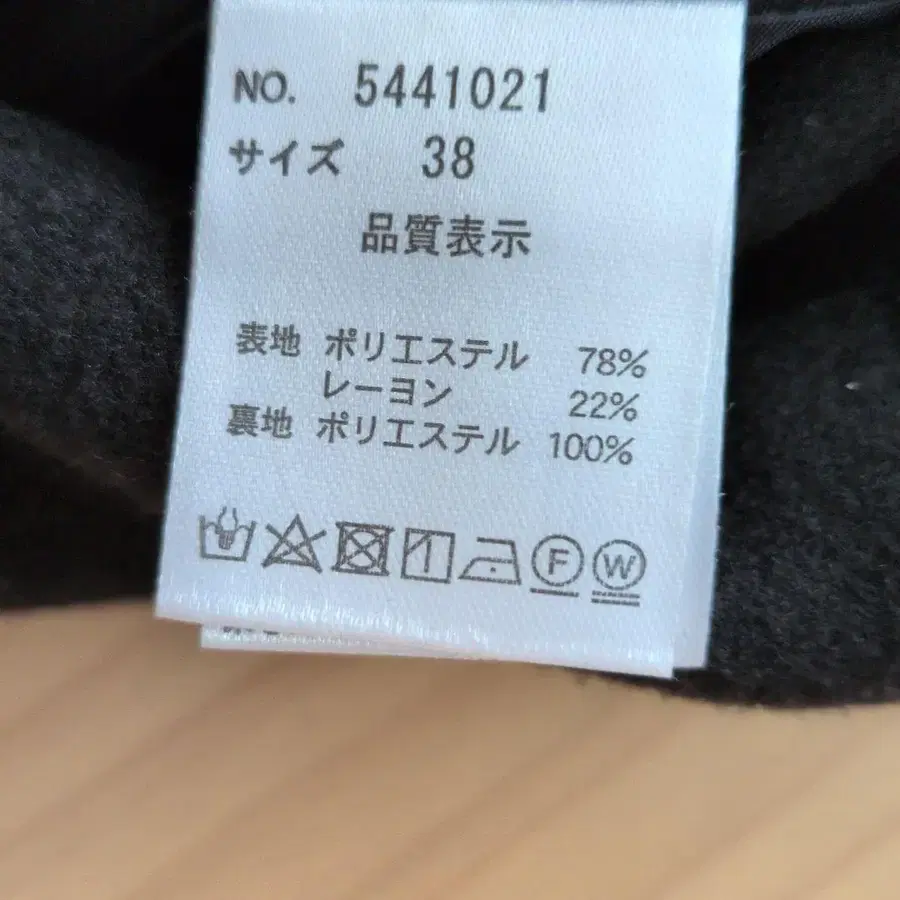 NO. 5441021
サイズ 38
品質表示
表地 ポリエステル 78%
レーヨン 22%
裏地 ポリエステル 100%
F W